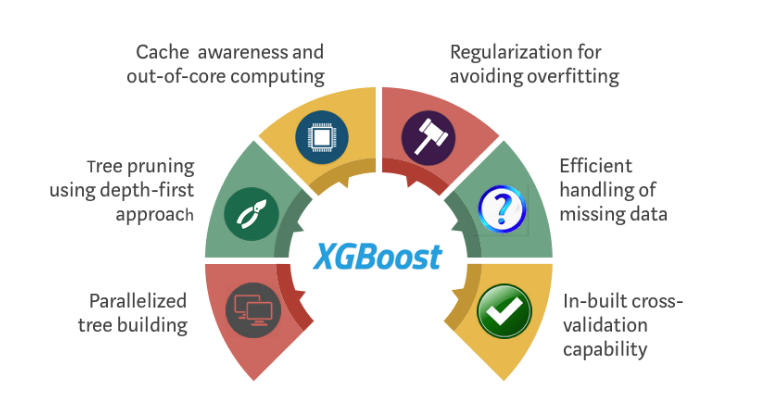 Cache awareness and
out-of-core computing
Regularization for
avoiding overfitting
Tree pruning
using depth-first
approach
Efficient
handling of
missing data
XGBoost
Parallelized
tree building
In-built cross-
validation
capability